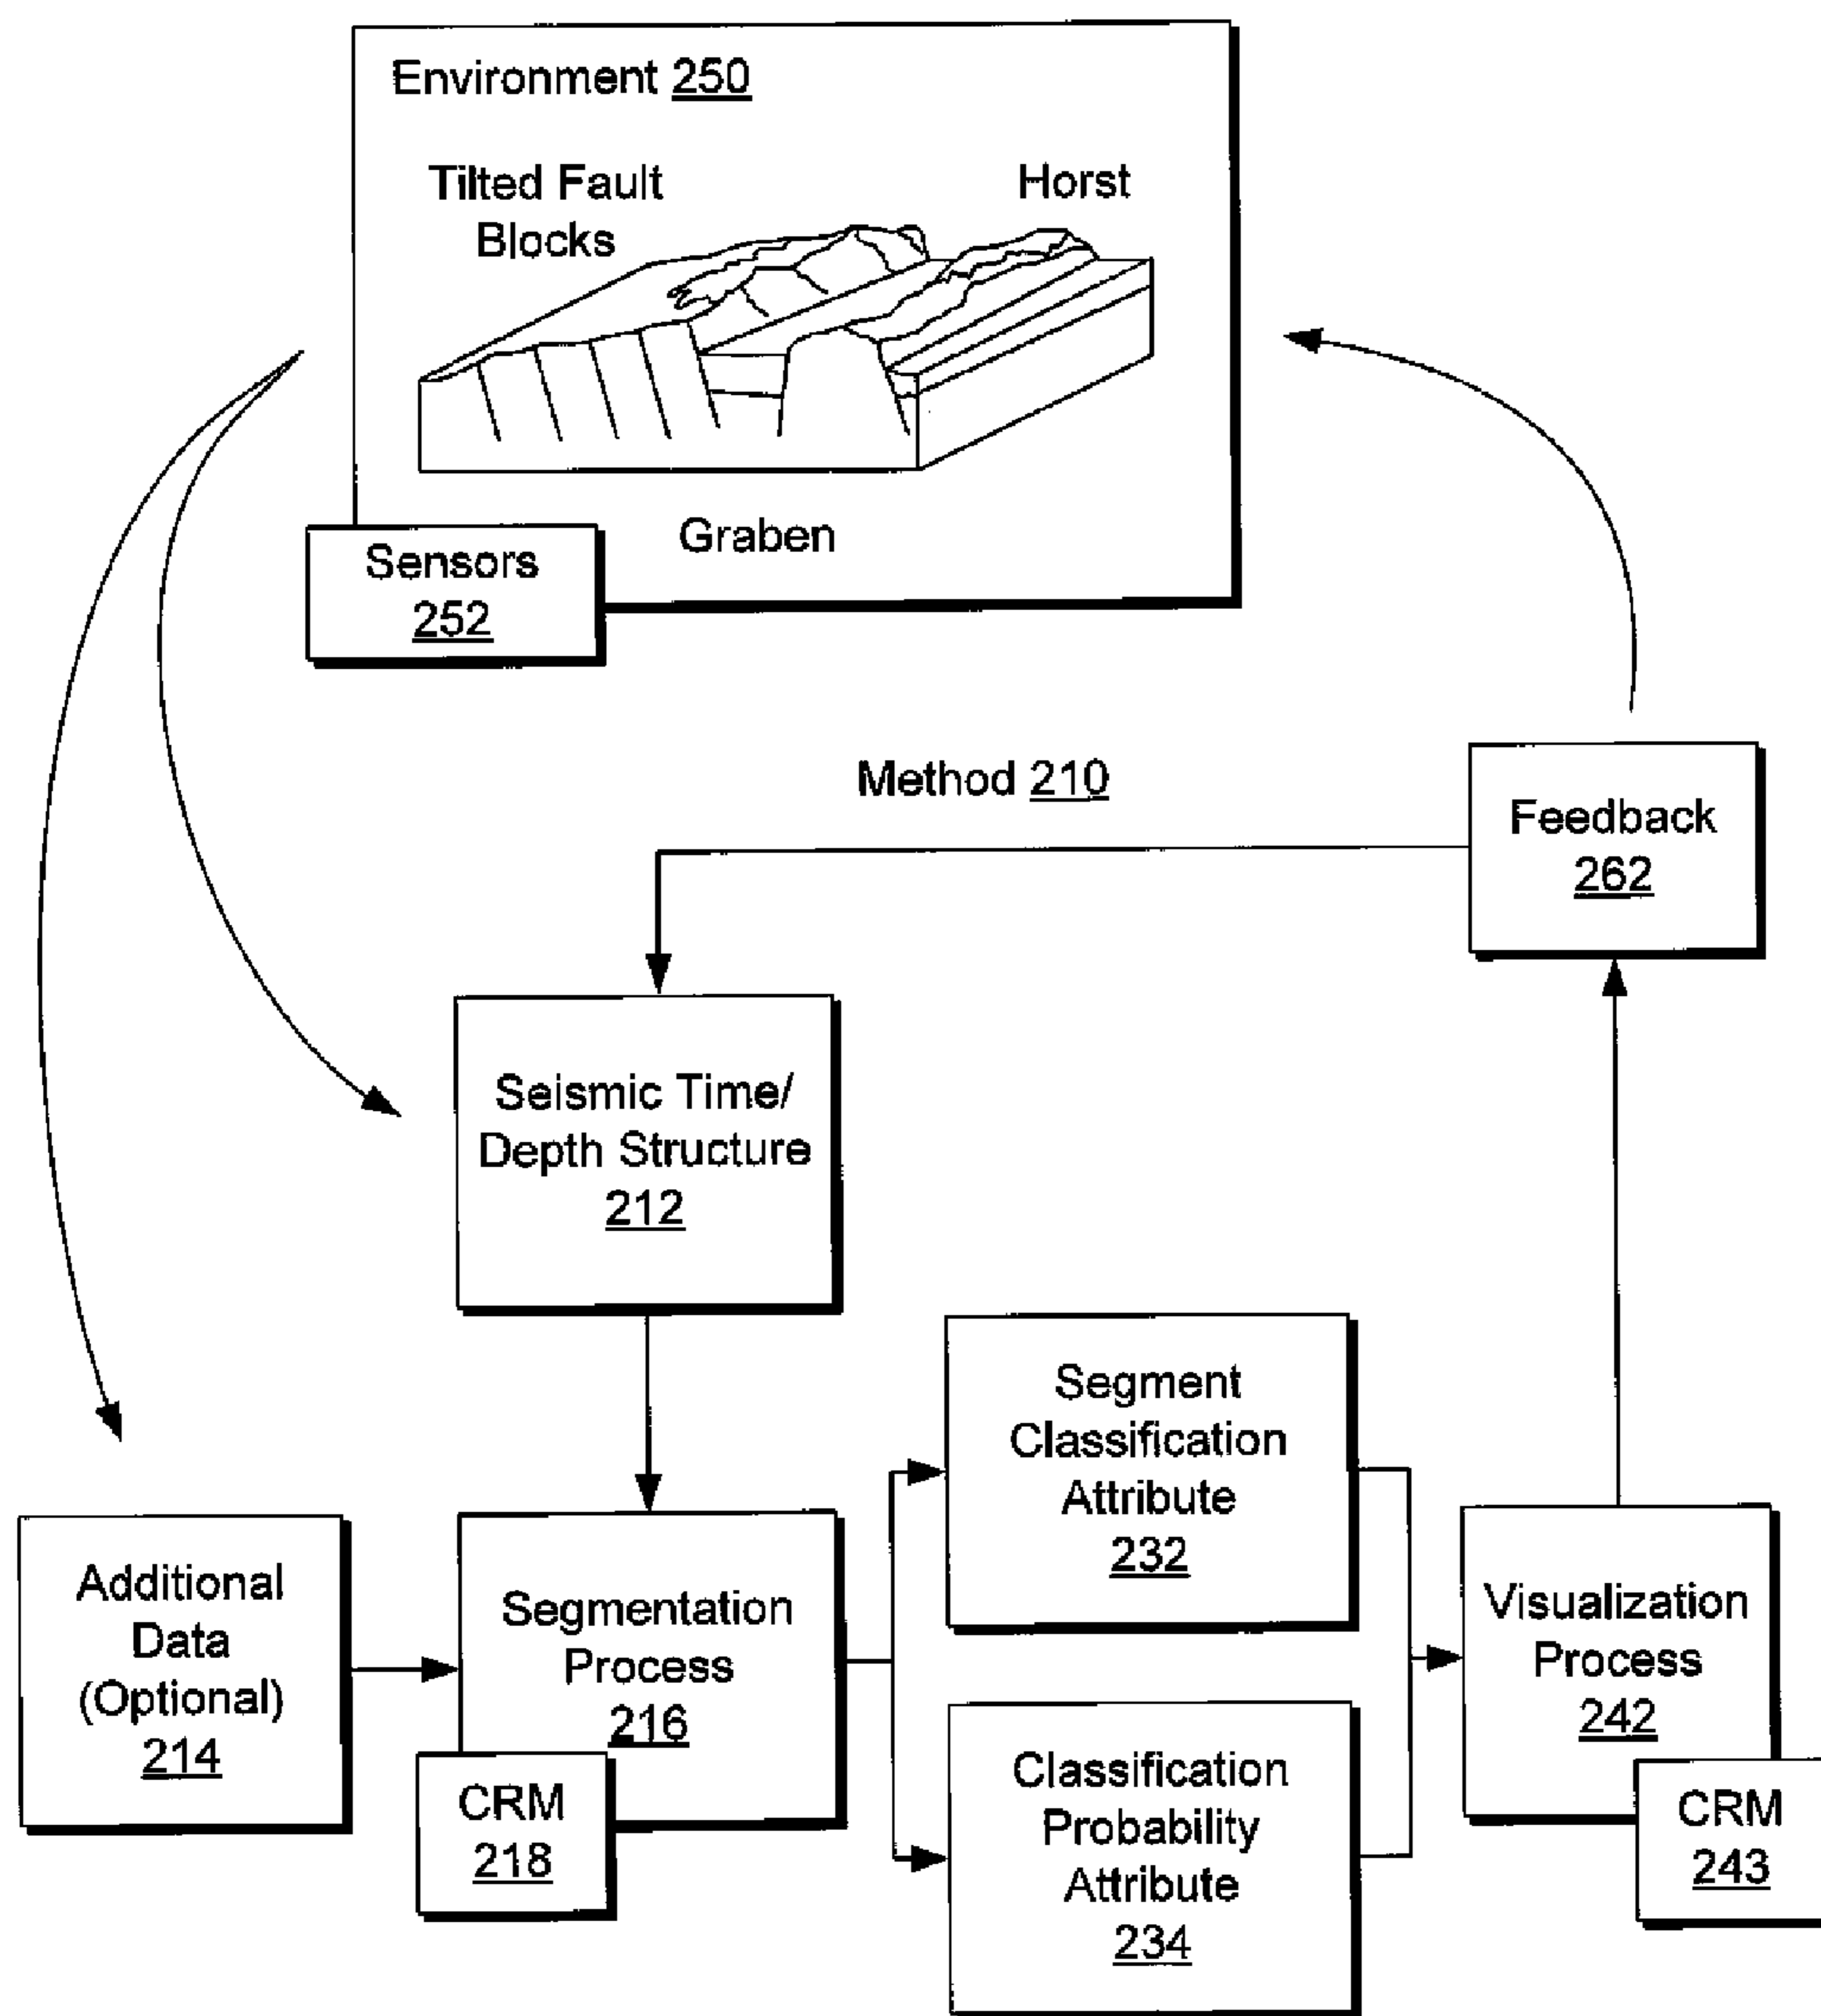 Environment 250
Tilted Fault
Blocks
Horst
Graben
Sensors
252
Method 210
Feedback
262
Seismic Time/
Depth Structure
212
Segment
Classification
Attribute
232
Additional
Data
(Optional)
214
Segmentation
Process
216
CRM
218
Classification
Probability
Attribute
234
Visualization
Process
242
CRM
243